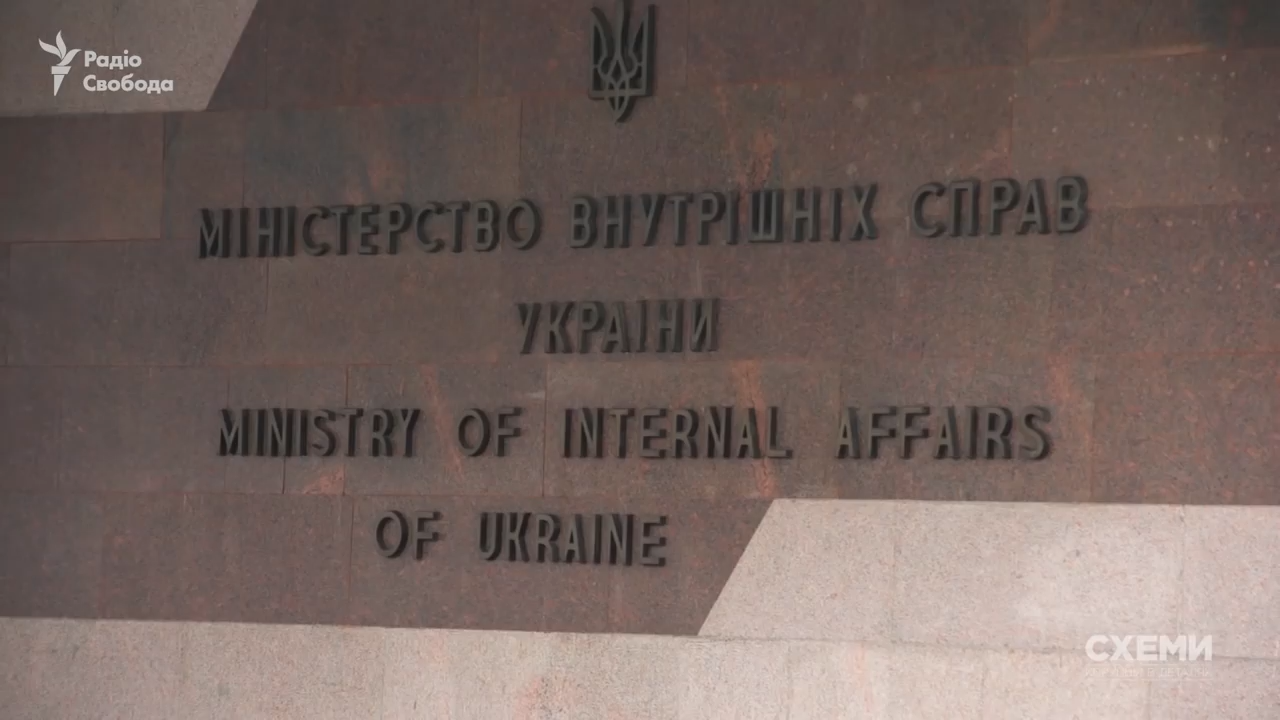 Радіо
Свобода
МІНІСТЕРСТВО ВНУТРІШНІХ СПРАВ
УКРАЇНИ
MINISTRY OF INTERNAL AFFAIRS
OF UKRAINE
СХЕМИ